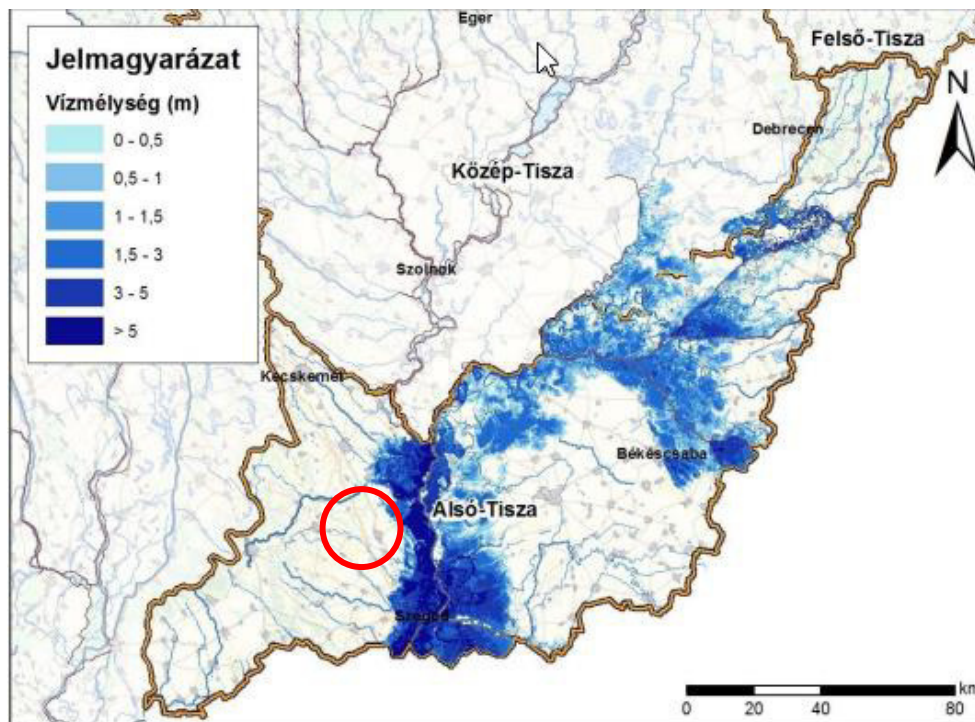 Jelmagyarázat
Vízmélység (m)
0 - 0,5
0,5 - 1
1 - 1,5
1,5 - 3
3 - 5
> 5
Eger
Felső-Tisza
N
Debrecen
Közép-Tisza
Szolnok
Kecskemét
Békéscsaba
Alsó-Tisza
Szeged
km
0 20 40 80